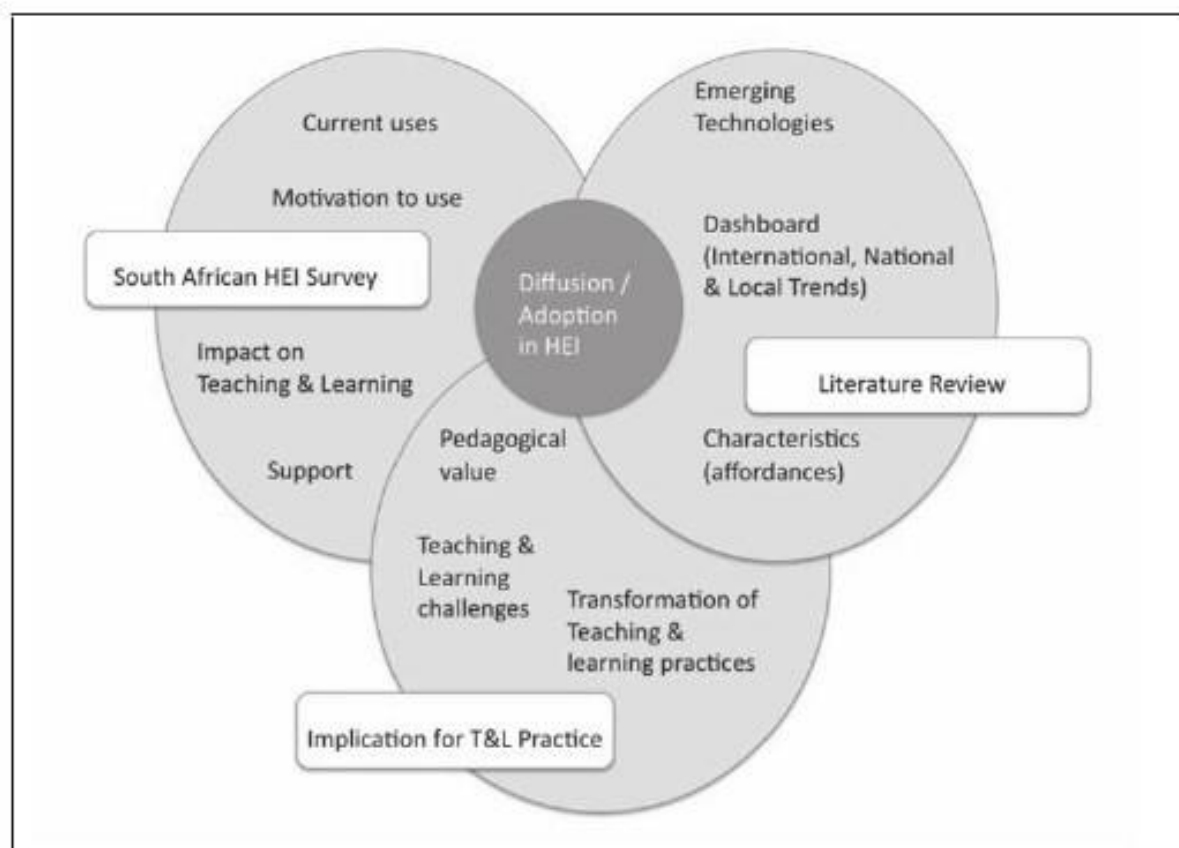 Current uses
Motivation to use
South African HEI Survey
Impact on
Teaching & Learning
Support
Diffusion /
Adoption
in HEI
Emerging
Technologies
Dashboard
(International, National
& Local Trends)
Literature Review
Characteristics
(affordances)
Pedagogical
value
Teaching &
Learning
challenges
Transformation of
Teaching &
learning practices
Implication for T&L Practice